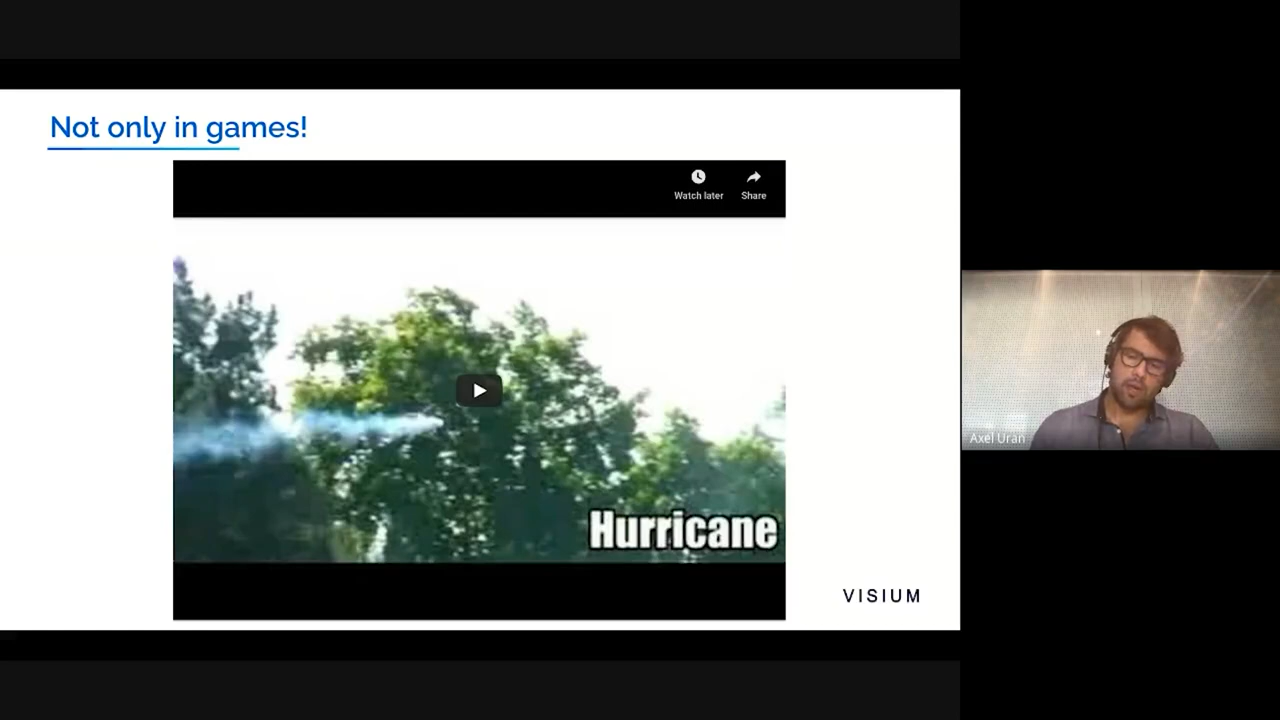 Not only in games!
Watch later
Share
Hurricane
VISIUM
Axel Uran